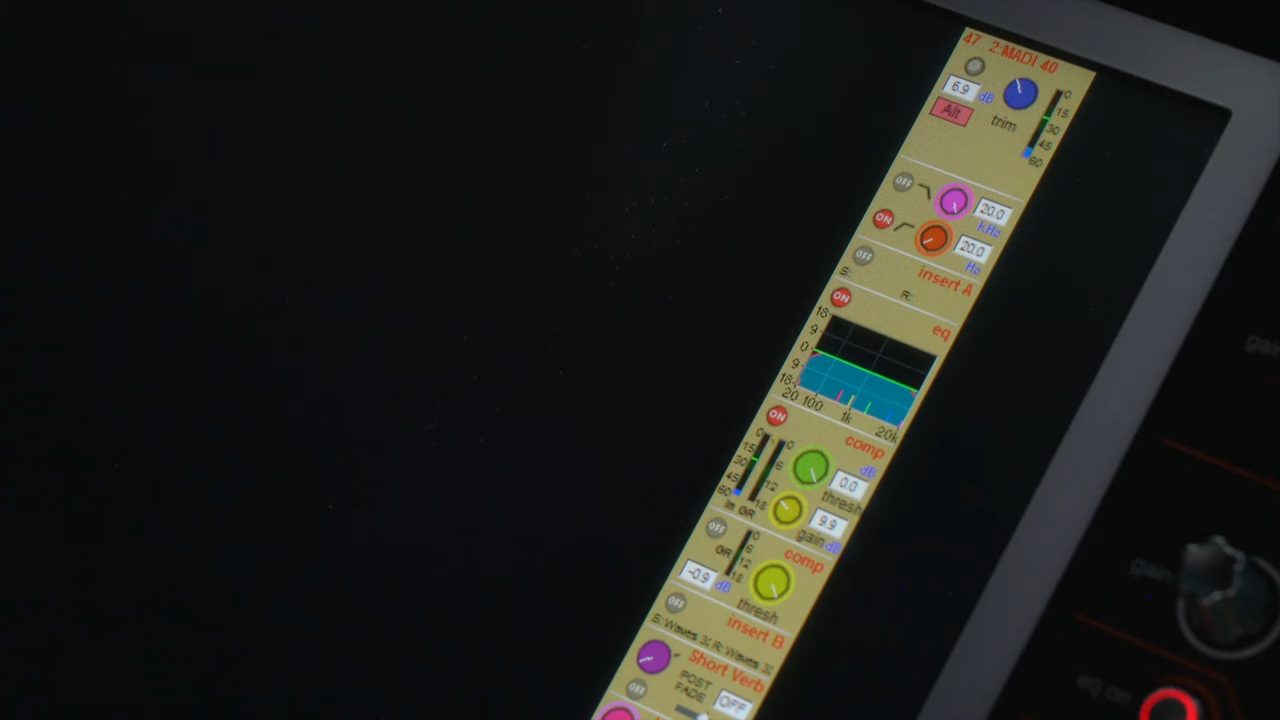 47 2:MADI 40
6.9 dB
Alt
trim
0
15
30
45
60
OFF
20.0
kHz
ON
20.0
Hz
OFF
insert A
S:
R:
ON
eq
18
9
0
9
18
20 100 1k 20k
ON
comp
0
15
30
45
60
0
6
12
18
In GR
dB
0.0
thresh
9.9
gain dB
OFF
comp
GR
0
6
12
18
-0.9 dB
thresh
OFF
insert B
S: Waves R: Waves
Short Verb
POST
FADE
OFF
OFF
gain
eq on